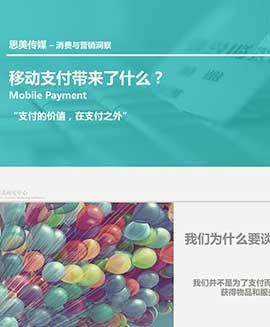 思美传媒 – 消费与营销洞察
移动支付带来了什么？
Mobile Payment
“支付的价值，在支付之外”
我们为什么要谈
我们并不是为了支付而
获得物品和服